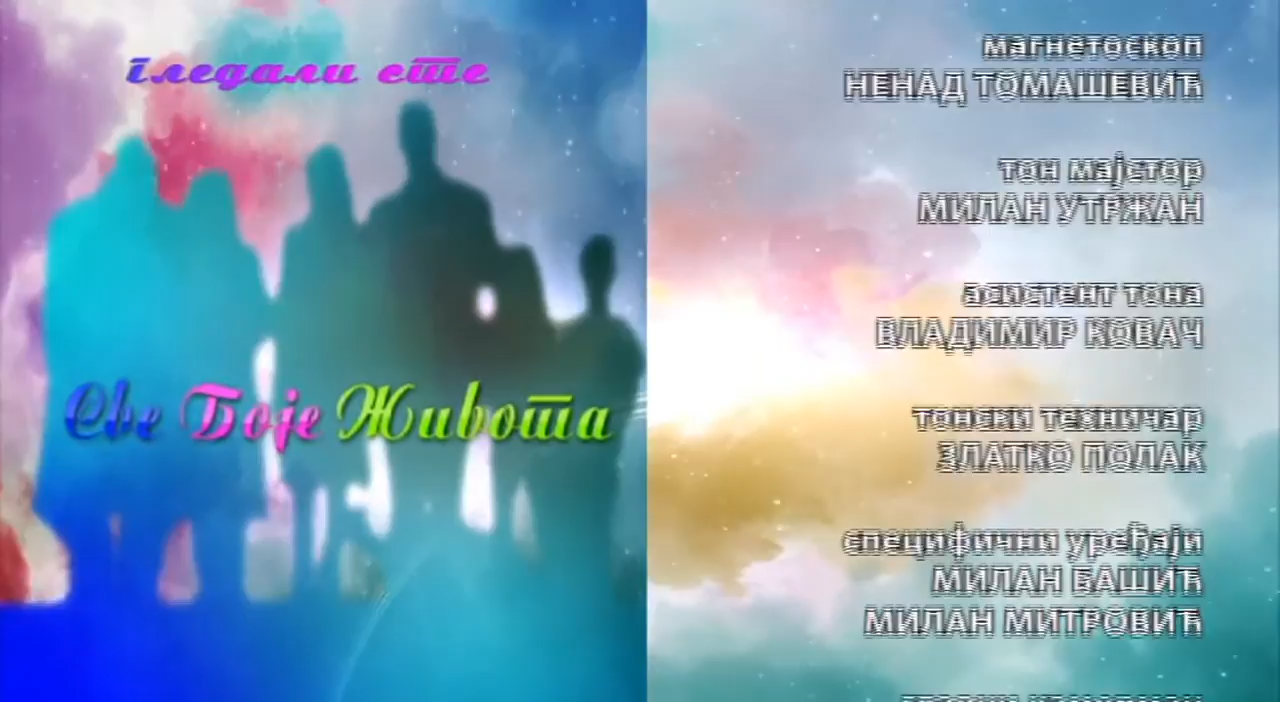 гледали сте
Све Боје Живота
магнетоскоп
НЕНАД ТОМАШЕВИЋ
тон мајстор
МИЛАН УТРЖАН
асистент тона
ВЛАДИМИР КОВАЧ
тонски техничар
ЗЛАТКО ПОЛАК
специфични уређаји
МИЛАН БАШИЋ
МИЛАН МИТРОВИЋ